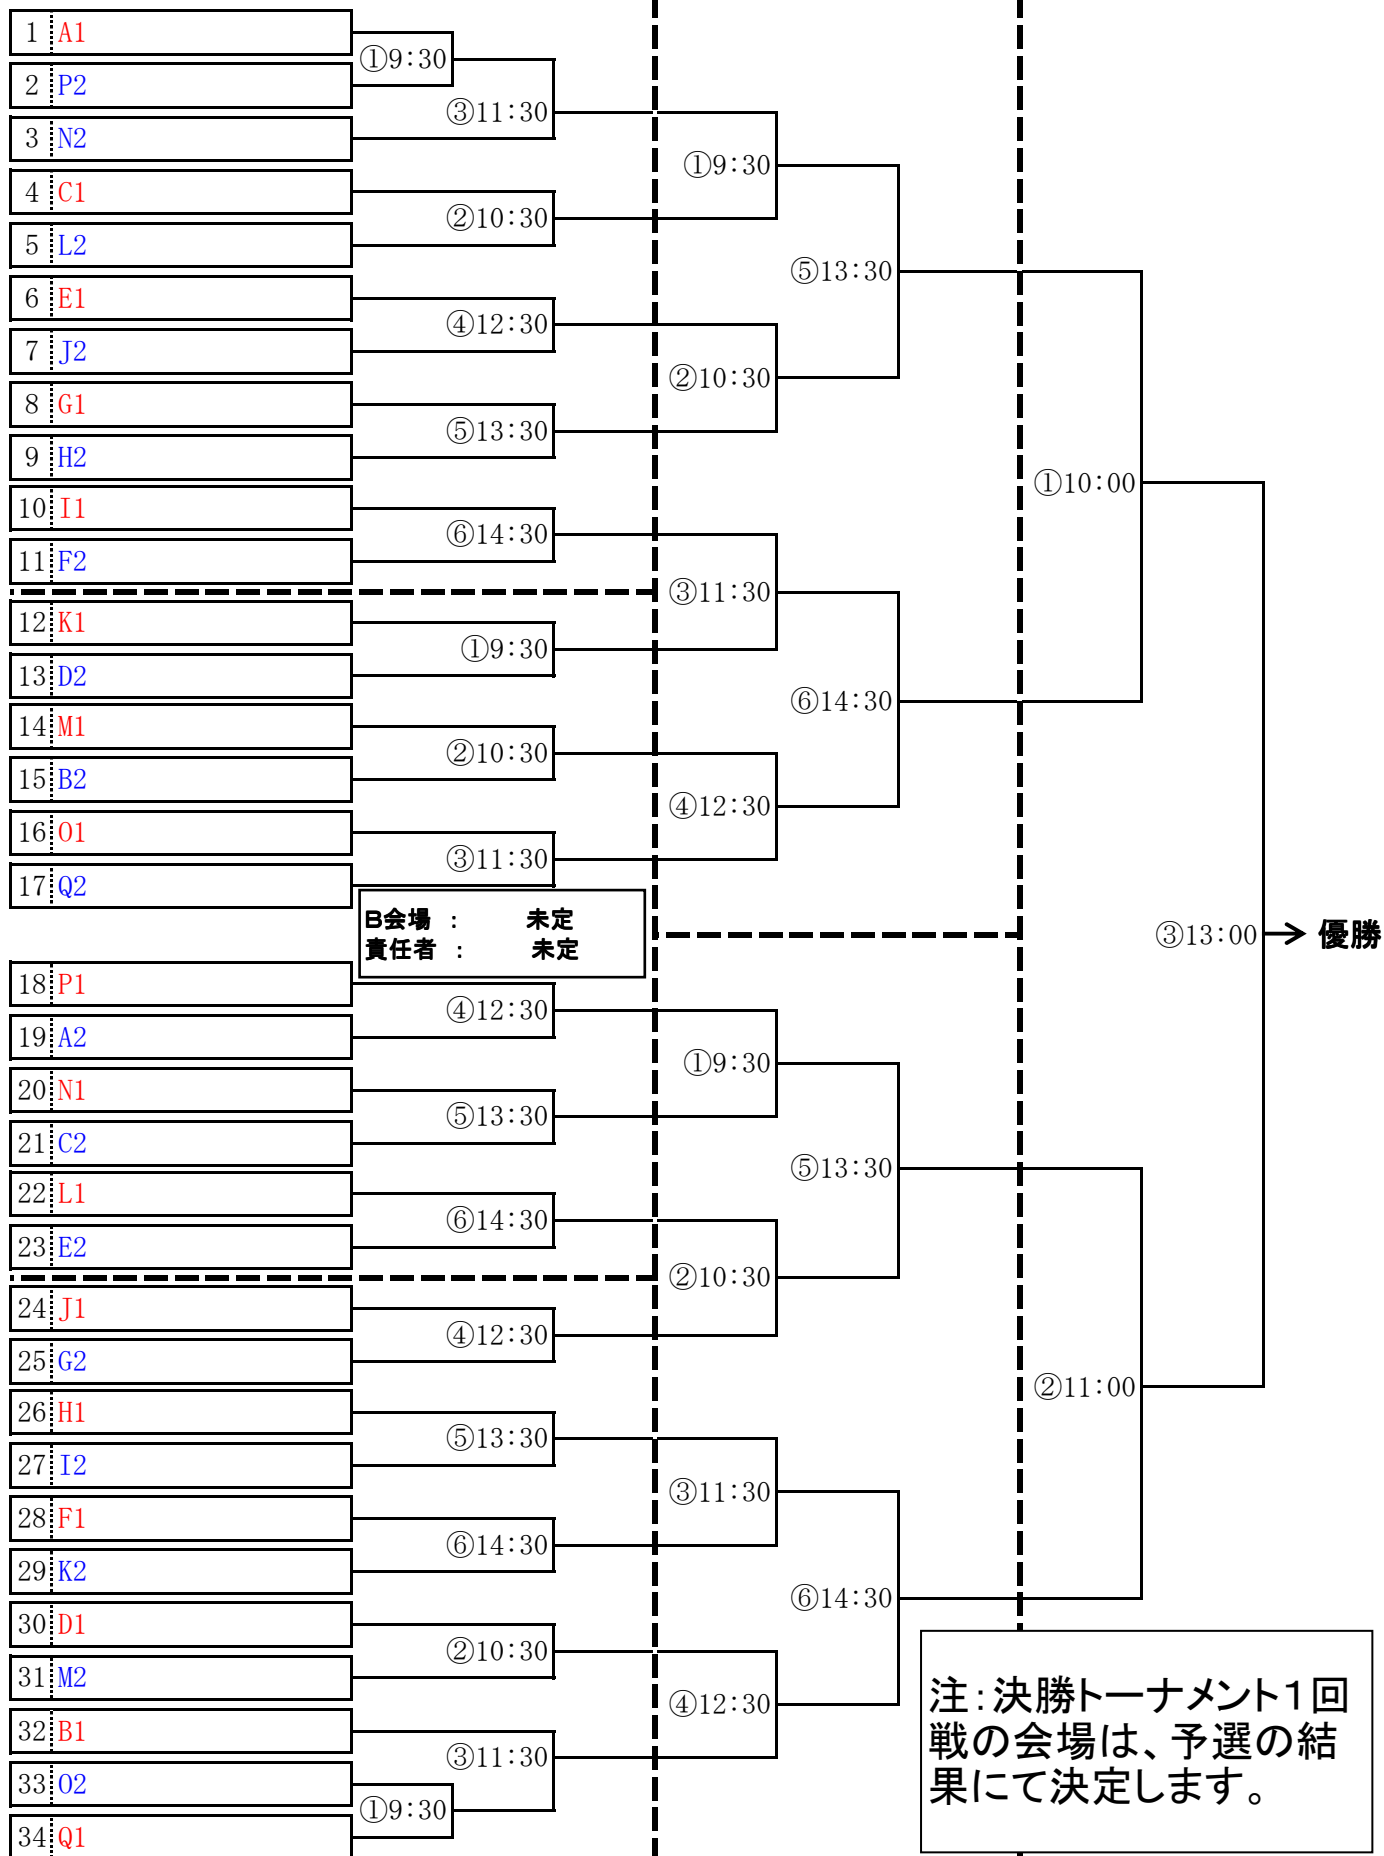 1 A1
①9:30
2 P2
③11:30
3 N2
①9:30
4 C1
②10:30
5 L2
⑤13:30
6 E1
④12:30
7 J2
②10:30
8 G1
⑤13:30
9 H2
①10:00
10 I1
⑥14:30
11 F2
③11:30
12 K1
①9:30
13 D2
⑥14:30
14 M1
②10:30
15 B2
④12:30
16 O1
③11:30
17 Q2
B会場 : 未定
責任者 : 未定
③13:00 優勝
18 P1
④12:30
19 A2
①9:30
20 N1
⑤13:30
21 C2
⑤13:30
22 L1
⑥14:30
23 E2
②10:30
24 J1
④12:30
25 G2
②11:00
26 H1
⑤13:30
27 I2
③11:30
28 F1
⑥14:30
29 K2
⑥14:30
30 D1
②10:30
31 M2
④12:30
32 B1
③11:30
33 O2
①9:30
34 Q1
注:決勝トーナメント1回
戦の会場は、予選の結
果にて決定します。